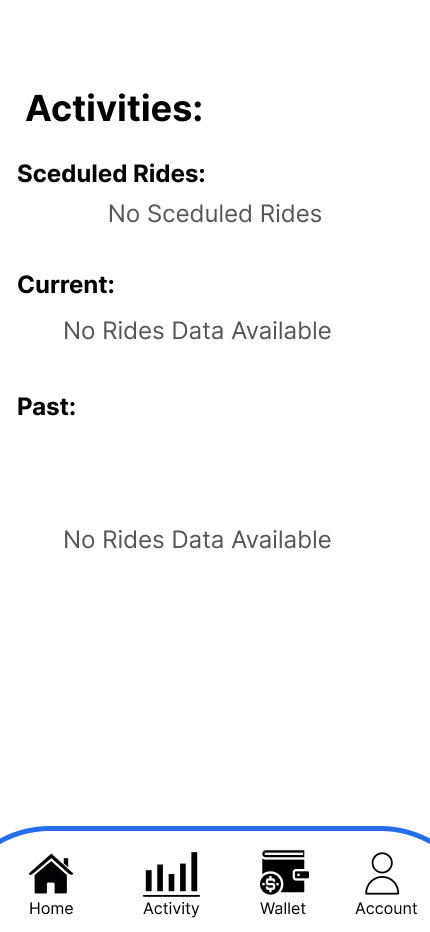 Activities:
Sceduled Rides:
No Sceduled Rides
Current:
No Rides Data Available
Past:
No Rides Data Available
Home Activity Wallet Account